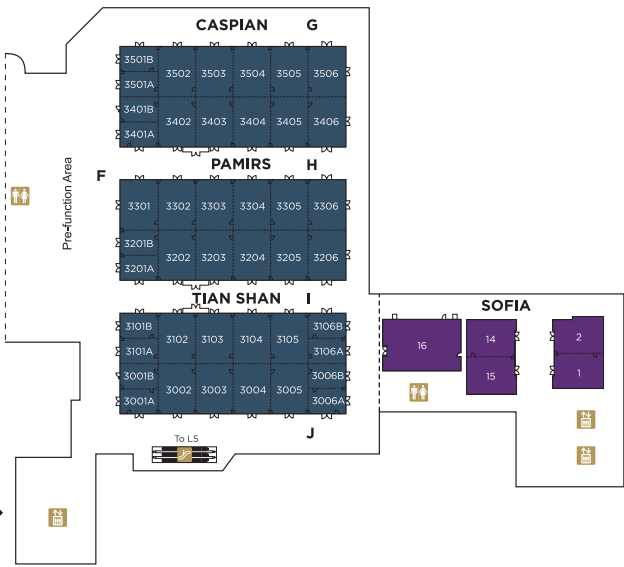 CASPIAN G
3501B 3502 3503 3504 3505 3506
3501A
3401B 3402 3403 3404 3405 3406
3401A
F PAMIRS H
Pre-function Area
3301 3302 3303 3304 3305 3306
3201B 3202 3203 3204 3205 3206
3201A
TIAN SHAN I
SOFIA
3101B 3102 3103 3104 3105 3106B
3101A 3106A
3001B 3002 3003 3004 3005 3006B
3001A 3006A
16 14 2
15 1
J
To L5